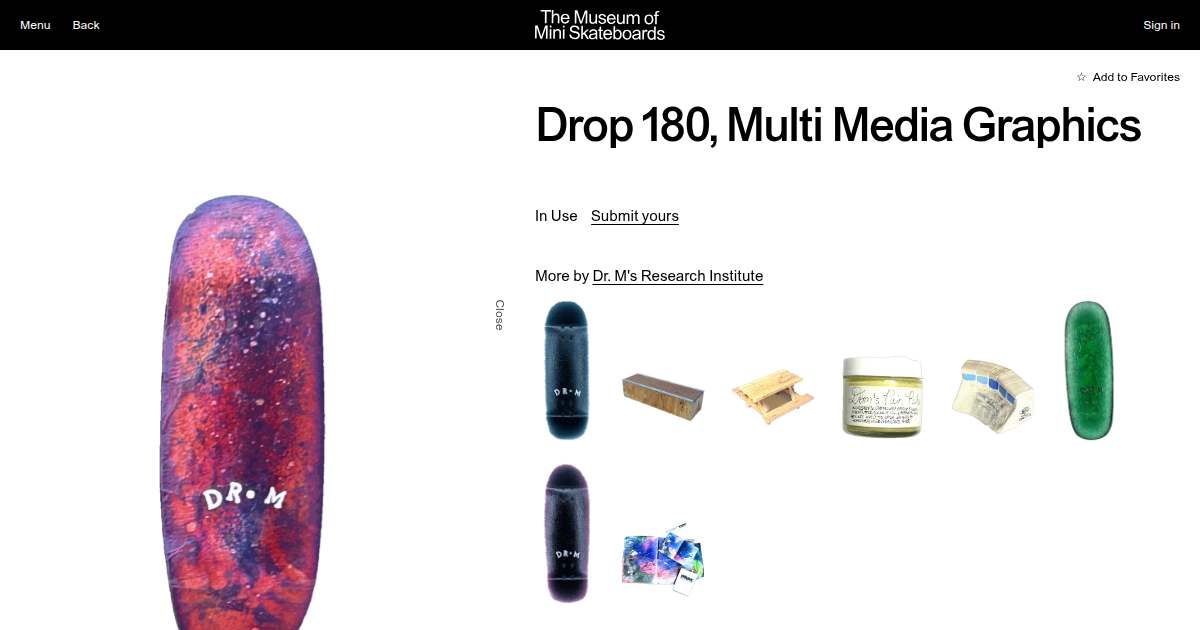 Menu
Back
The Museum of
Mini Skateboards
Sign in
☆ Add to Favorites
Drop 180, Multi Media Graphics
In Use Submit yours
More by Dr. M's Research Institute
Close
DR•M
DR•M
DR•M